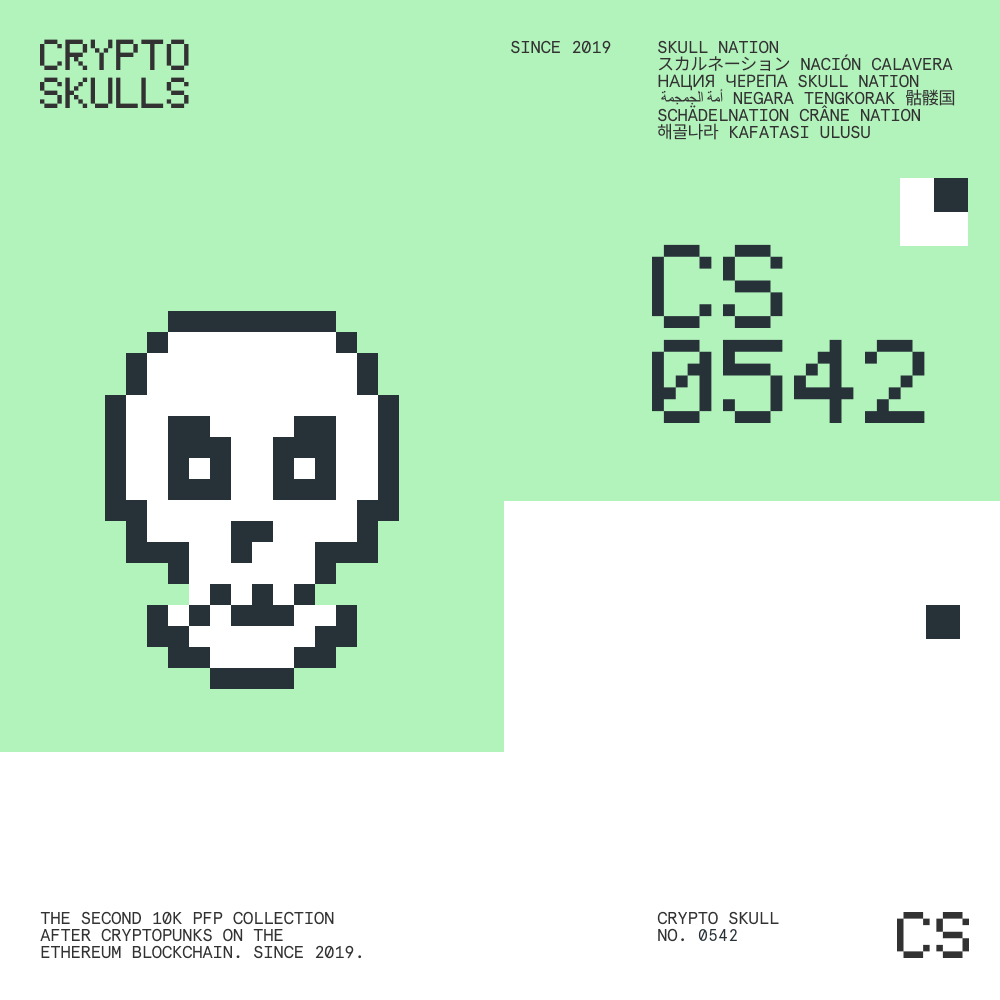 CRYPTO
SKULLS
SINCE 2019
SKULL NATION
スカルネーション NACIÓN CALAVERA
НАЦИЯ ЧЕРЕПА SKULL NATION
أمة الجمجمة NEGARA TENGKORAK 骷髅国
SCHÄDELNATION CRÂNE NATION
해골나라 KAFATASI ULUSU
CS
0542
THE SECOND 10K PFP COLLECTION
AFTER CRYPTOPUNKS ON THE
ETHEREUM BLOCKCHAIN. SINCE 2019.
CRYPTO SKULL
NO. 0542
CS